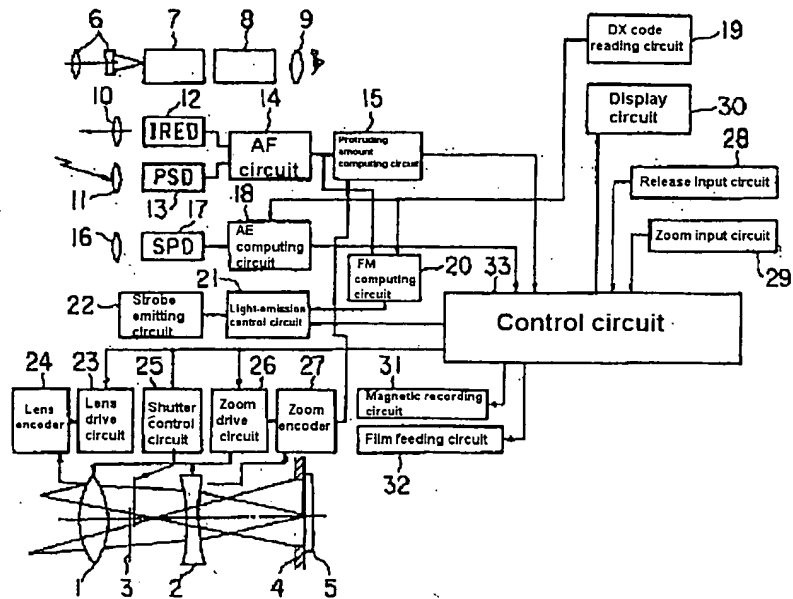 6 7 8 9
DX code
reading circuit
19
10 12 14 15
IRED
AF
circuit
Protruding
amount
computing circuit
Display
circuit
30
11
PSD
13 17 18
28
Release Input circuit
16
SPD
AE
computing
circuit
Zoom input circuit
29
FM
computing
circuit
20
33
21
22
Strobe
emitting
circuit
Light-emission
control circuit
Control circuit
24 23 25 26 27
31
Lens
encoder
Lens
drive
circuit
Shutter
control
circuit
Zoom
drive
circuit
Zoom
encoder
Magnetic recording
circuit
Film feeding circuit
32
1 3 2 4 5